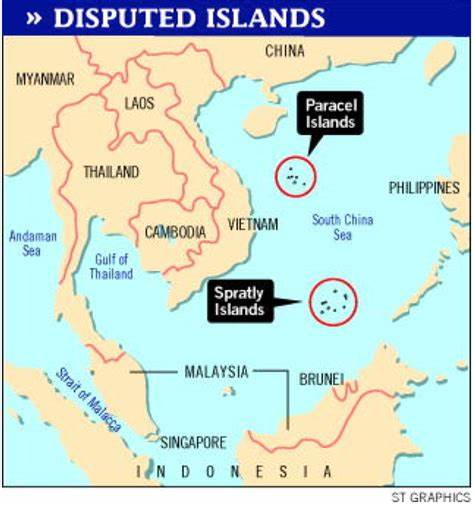 » DISPUTED ISLANDS
CHINA
MYANMAR
LAOS
Paracel
Islands
THAILAND
PHILIPPINES
Andaman
Sea
CAMBODIA
VIETNAM
South China
Sea
Gulf of
Thailand
Spratly
Islands
MALAYSIA
BRUNEI
Strait of Malacca
SINGAPORE
INDONESIA
ST GRAPHICS